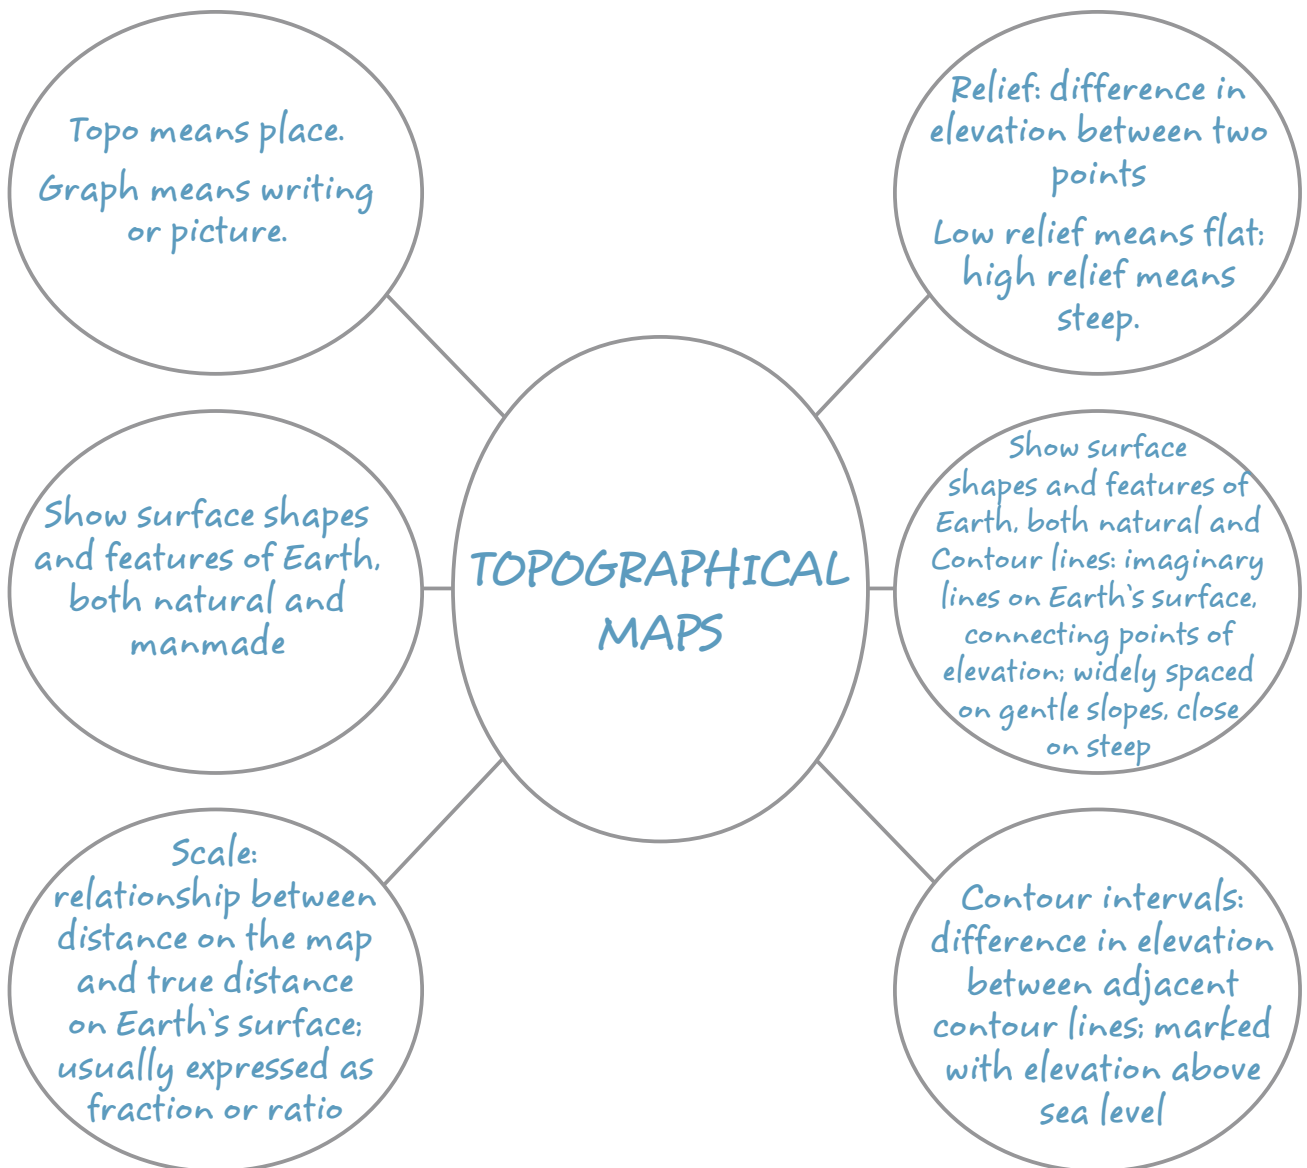 Topo means place.
Graph means writing
or picture.
Relief: difference in
elevation between two
points
Low relief means flat;
high relief means
steep.
Show surface shapes
and features of Earth,
both natural and
manmade
TOPOGRAPHICAL
MAPS
Show surface
shapes and features of
Earth, both natural and
Contour lines: imaginary
lines on Earth's surface,
connecting points of
elevation; widely spaced
on gentle slopes, close
on steep
Scale:
relationship between
distance on the map
and true distance
on Earth's surface;
usually expressed as
fraction or ratio
Contour intervals:
difference in elevation
between adjacent
contour lines; marked
with elevation above
sea level